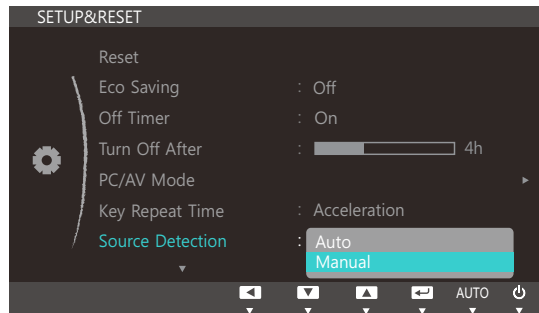 SETUP&RESET
Reset
Eco Saving : Off
Off Timer : On
Turn Off After : 4h
PC/AV Mode
Key Repeat Time : Acceleration
Source Detection : Auto
Manual
AUTO